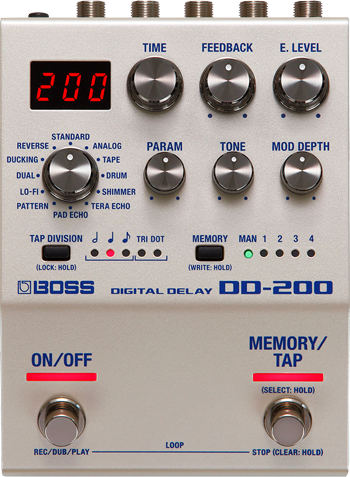 TIME
FEEDBACK
E. LEVEL
200
STANDARD
REVERSE
ANALOG
DUCKING
TAPE
DUAL
DRUM
LO-FI
SHIMMER
PATTERN
TERA ECHO
PAD ECHO
PARAM
TONE
MOD DEPTH
TAP DIVISION
(LOCK: HOLD)
TRI DOT
MEMORY
(WRITE: HOLD)
MAN 1 2 3 4
BOSS
DIGITAL DELAY DD-200
ON/OFF
MEMORY/
TAP
(SELECT: HOLD)
REC/DUB/PLAY
LOOP
STOP (CLEAR: HOLD)